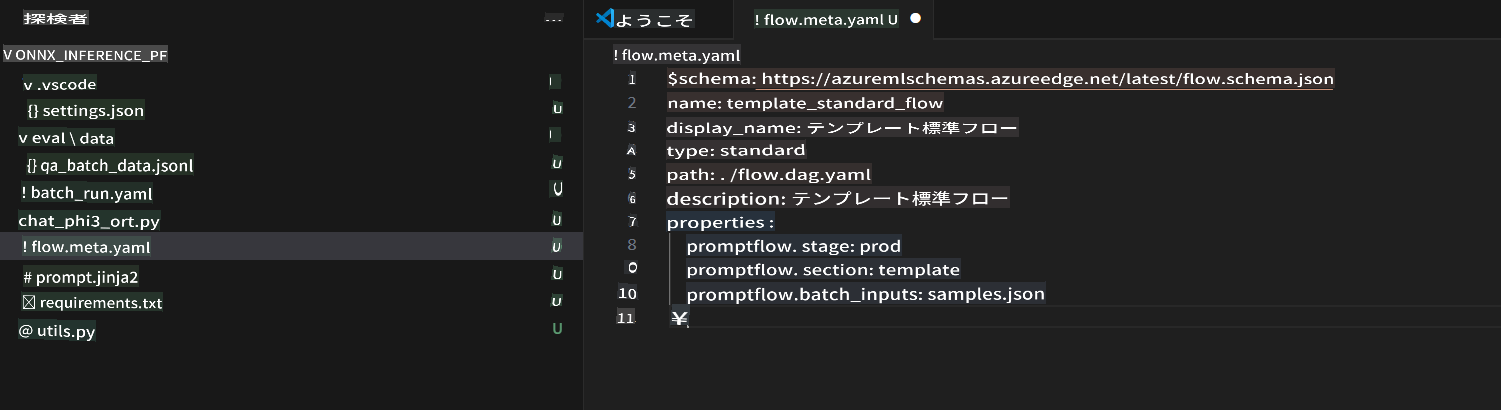 探検者 ...
V ONNX_INFERENCE_PF
v .vscode
{} settings.json U
v eval \ data
{} qa_batch_data.jsonl U
! batch_run.yaml U
chat_phi3_ort.py U
! flow.meta.yaml U
# prompt.jinja2 U
requirements.txt U
@ utils.py U
ようこそ ! flow.meta.yaml U
! flow.meta.yaml
1 $schema: https://azuremlschemas.azureedge.net/latest/flow.schema.json
2 name: template_standard_flow
3 display_name: テンプレート標準フロー
A type: standard
5 path: . /flow.dag.yaml
6 description: テンプレート標準フロー
7 properties :
8 promptflow. stage: prod
9 promptflow. section: template
10 promptflow.batch_inputs: samples.json
11 ¥